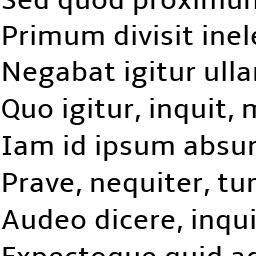 Sed quod proximum
Primum divisit inele
Negabat igitur ullan
Quo igitur, inquit, m
Iam id ipsum absur
Prave, nequiter, tur
Audeo dicere, inqui
Expectoque quid ad